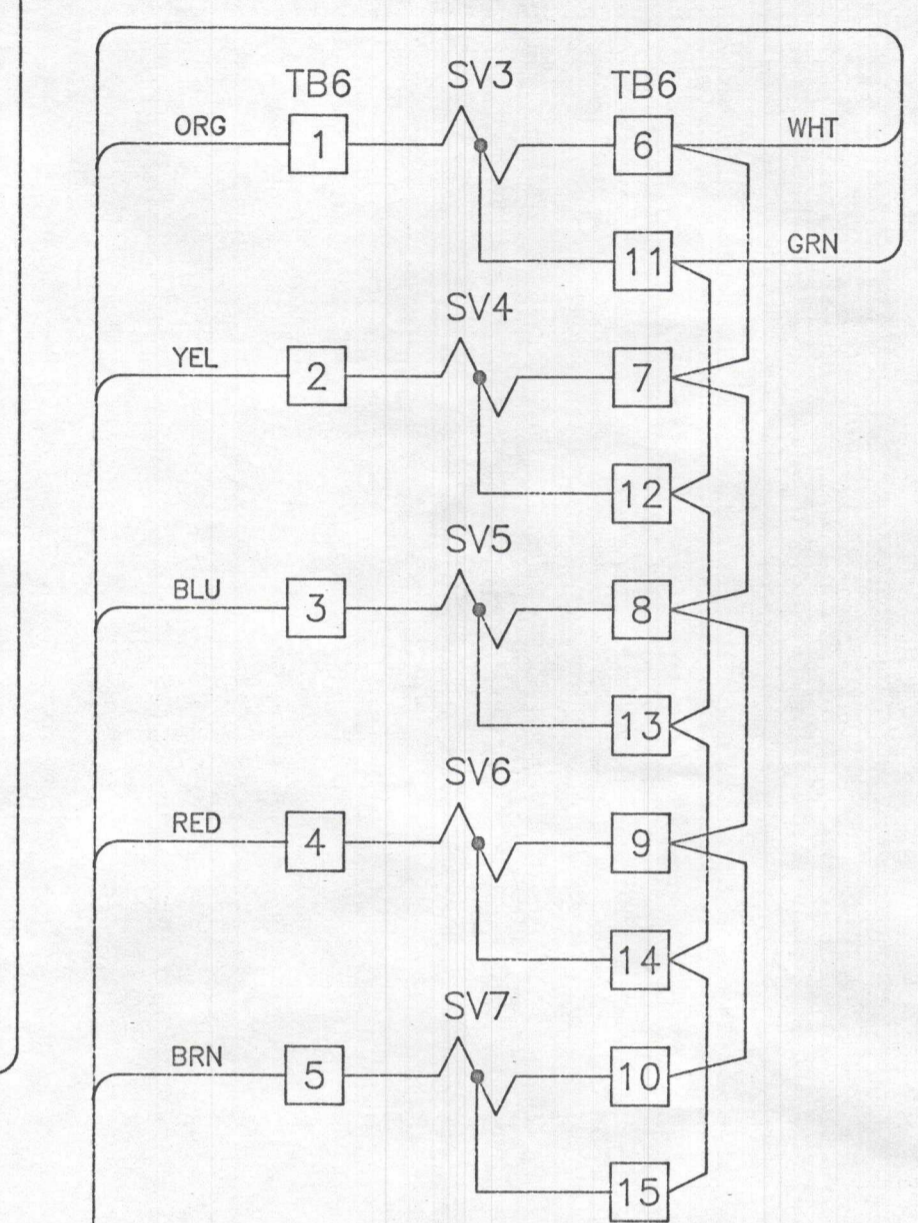 TB6 SV3 TB6
ORG 1 6 WHT
11 GRN
SV4
YEL 2 7
12
SV5
BLU 3 8
13
SV6
RED 4 9
14
SV7
BRN 5 10
15